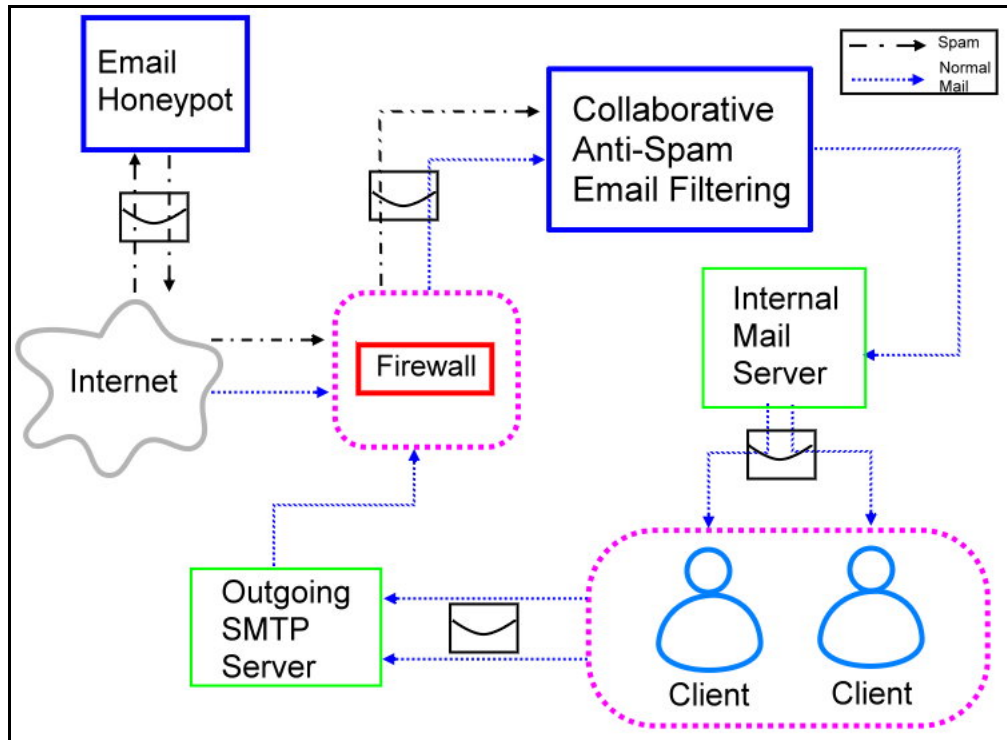 Email
Honeypot
Spam
Normal
Mail
Collaborative
Anti-Spam
Email Filtering
Internet
Firewall
Internal
Mail
Server
Outgoing
SMTP
Server
Client
Client